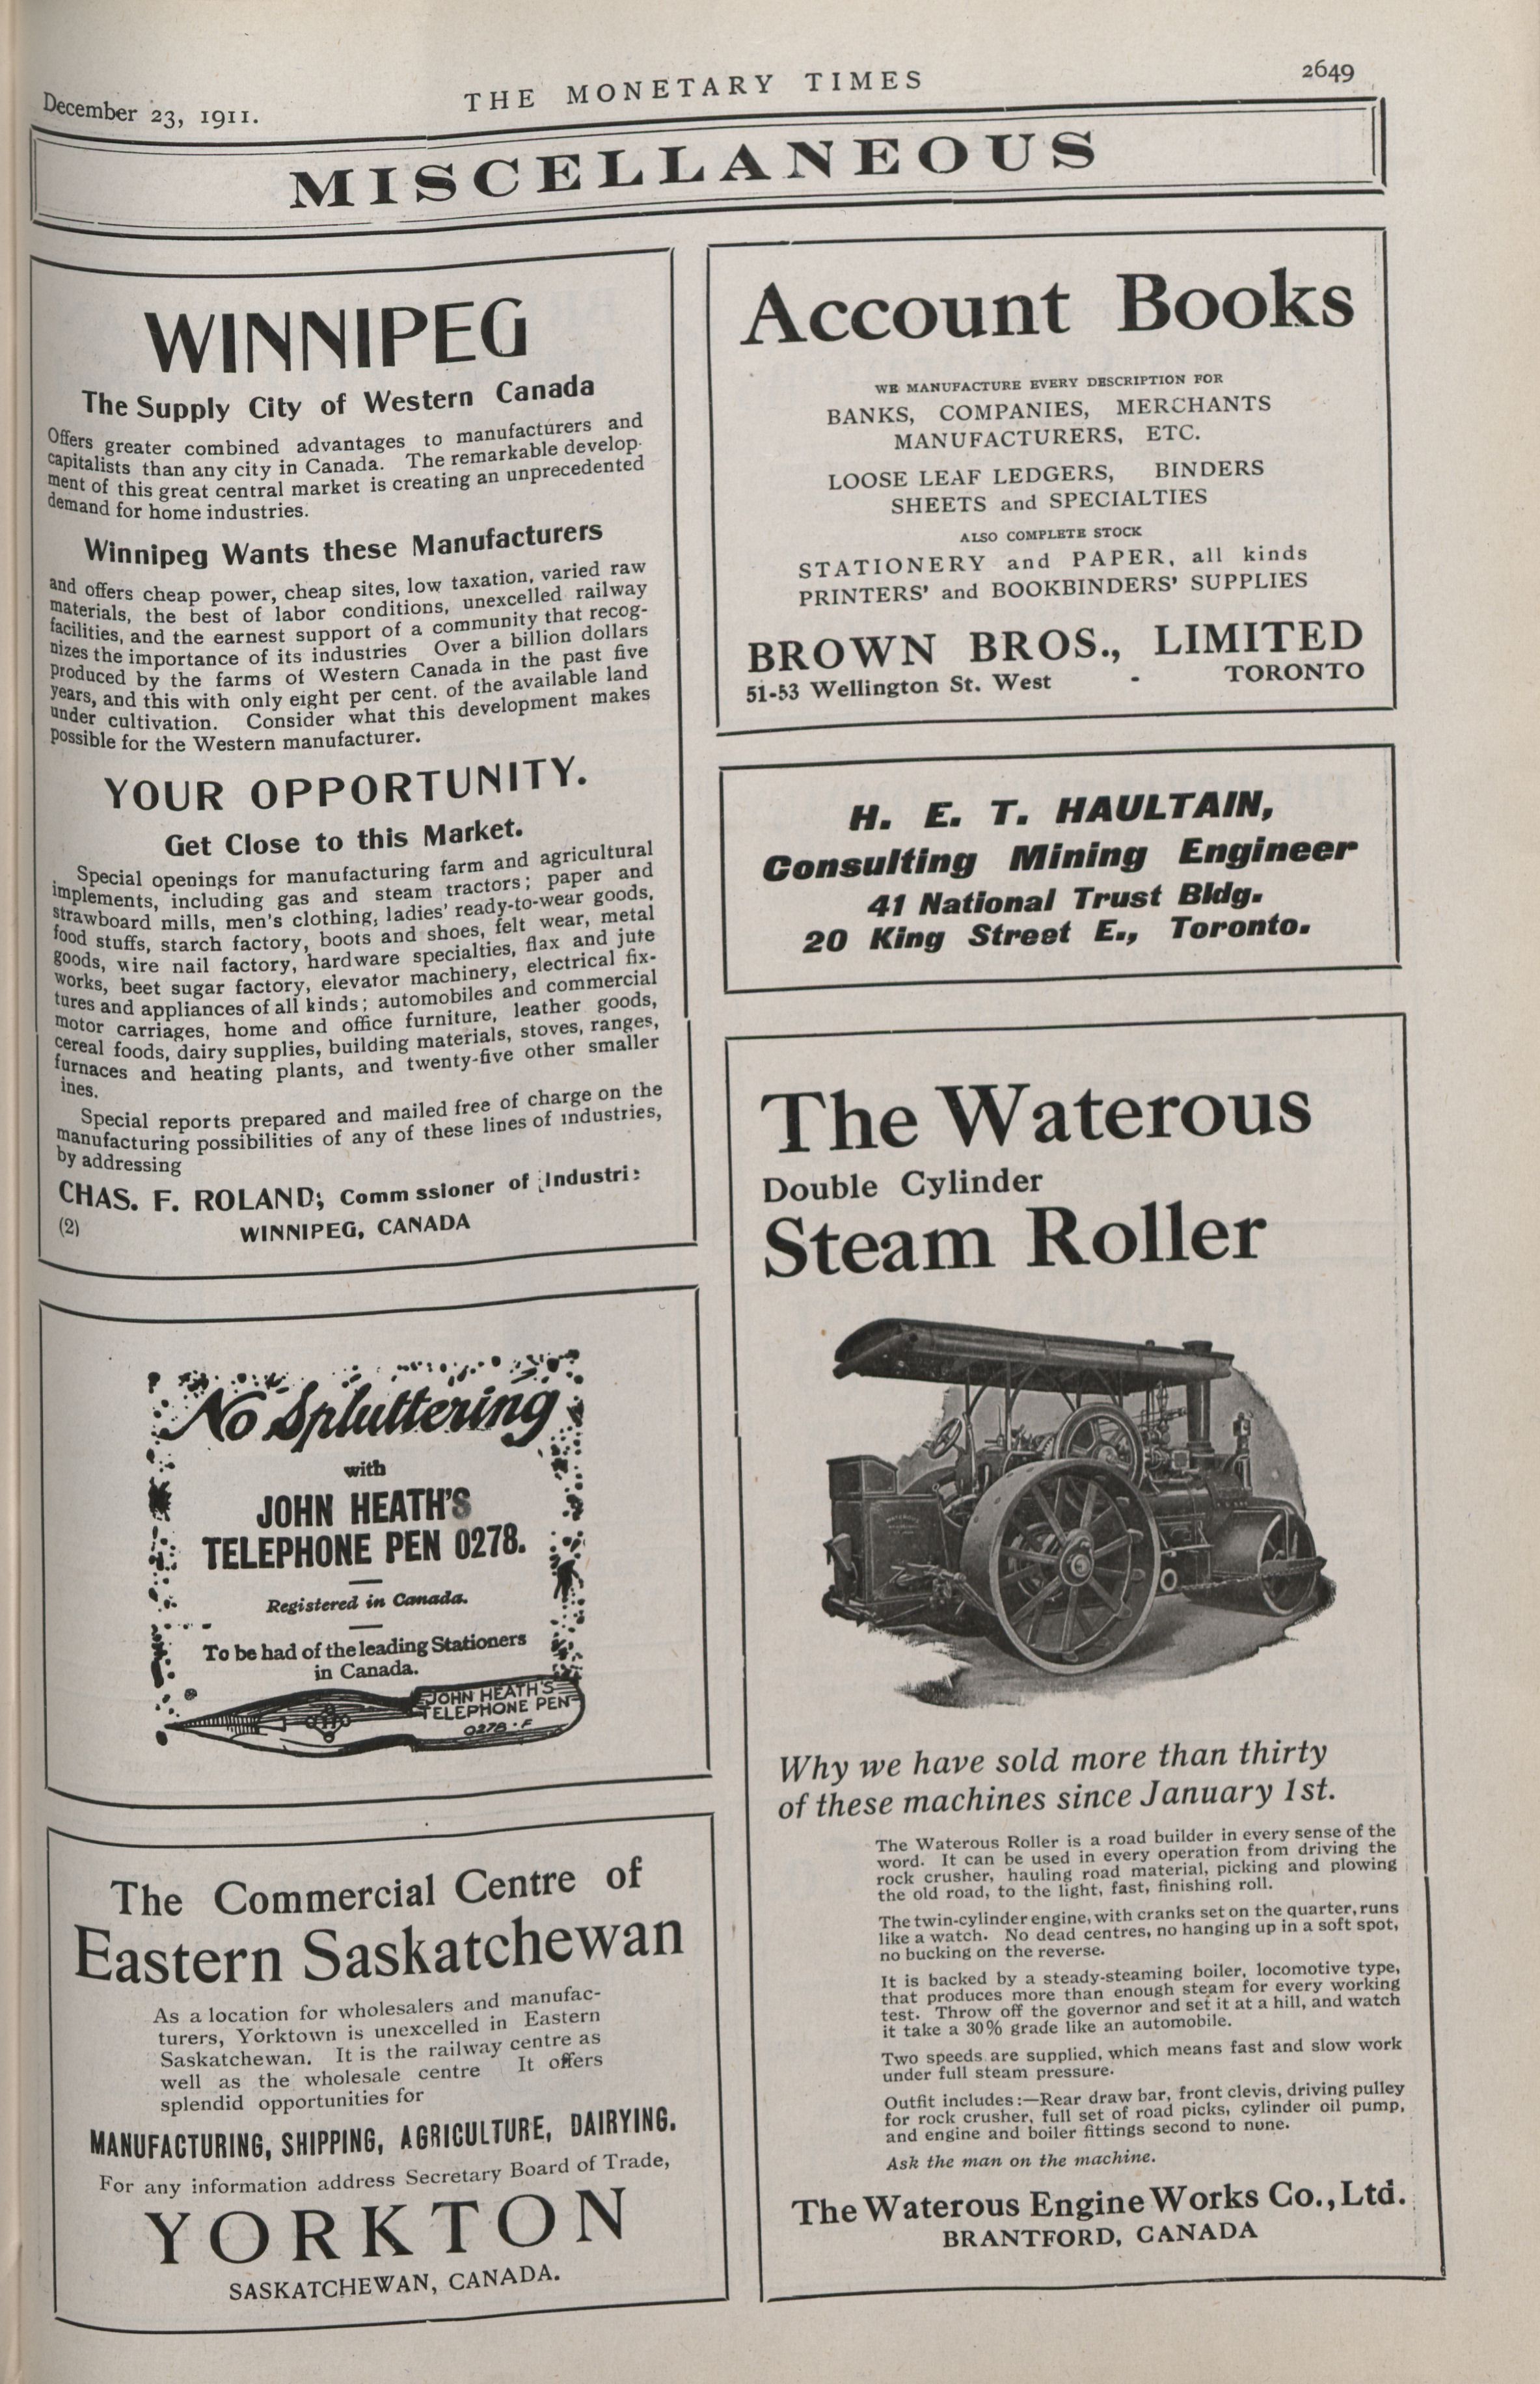 December 23, 1911.
THE MONETARY TIMES
2649
MISCELLANEOUS
WINNIPEG
The Supply City of Western Canada
Offers greater combined advantages to manufacturers and
capitalists than any city in Canada. The remarkable develop-
ment of this great central market is creating an unprecedented
demand for home industries.
Winnipeg Wants these Manufacturers
and offers cheap power, cheap sites, low taxation, varied raw
materials, the best of labor conditions, unexcelled railway
facilities, and the earnest support of a community that recog-
nizes the importance of its industries Over a billion dollars
produced by the farms of Western Canada in the past five
years, and this with only eight per cent. of the available land
under cultivation. Consider what this development makes
possible for the Western manufacturer.
YOUR OPPORTUNITY.
Get Close to this Market.
Special openings for manufacturing farm and agricultural
implements, including gas and steam tractors; paper and
strawboard mills, men's clothing, ladies' ready-to-wear goods,
food stuffs, starch factory, boots and shoes, felt wear, metal
goods, wire nail factory, hardware specialties, flax and jute
works, beet sugar factory, elevator machinery, electrical fix-
tures and appliances of all kinds; automobiles and commercial
motor carriages, home and office furniture, leather goods,
cereal foods, dairy supplies, building materials, stoves, ranges,
furnaces and heating plants, and twenty-five other smaller
ines.
Special reports prepared and mailed free of charge on the
manufacturing possibilities of any of these lines of industries,
by addressing
CHAS. F. ROLAND; Comm ssioner of Industri:
(2) WINNIPEG, CANADA
No Spluttering
with
JOHN HEATH'S
TELEPHONE PEN 0278.
Registered in Canada.
To be had of the leading Stationers
in Canada.
JOHN HEATH'S
TELEPHONE PEN
0278·F
The Commercial Centre of
Eastern Saskatchewan
As a location for wholesalers and manufac-
turers, Yorktown is unexcelled in Eastern
Saskatchewan. It is the railway centre as
well as the wholesale centre It offers
splendid opportunities for
MANUFACTURING, SHIPPING, AGRICULTURE, DAIRYING.
For any information address Secretary Board of Trade,
YORKTON
SASKATCHEWAN, CANADA.
Account Books
WE MANUFACTURE EVERY DESCRIPTION FOR
BANKS, COMPANIES, MERCHANTS
MANUFACTURERS, ETC.
LOOSE LEAF LEDGERS, BINDERS
SHEETS and SPECIALTIES
ALSO COMPLETE STOCK
STATIONERY and PAPER, all kinds
PRINTERS' and BOOKBINDERS' SUPPLIES
BROWN BROS., LIMITED
51-53 Wellington St. West - TORONTO
H. E. T. HAULTAIN,
Consulting Mining Engineer
41 National Trust Bldg.
20 King Street E., Toronto.
The Waterous
Double Cylinder
Steam Roller
Why we have sold more than thirty
of these machines since January 1st.
The Waterous Roller is a road builder in every sense of the
word. It can be used in every operation from driving the
rock crusher, hauling road material, picking and plowing
the old road, to the light, fast, finishing roll.
The twin-cylinder engine, with cranks set on the quarter, runs
like a watch. No dead centres, no hanging up in a soft spot,
no bucking on the reverse.
It is backed by a steady-steaming boiler, locomotive type,
that produces more than enough steam for every working
test. Throw off the governor and set it at a hill, and watch
it take a 30% grade like an automobile.
Two speeds are supplied, which means fast and slow work
under full steam pressure.
Outfit includes:—Rear draw bar, front clevis, driving pulley
for rock crusher, full set of road picks, cylinder oil pump,
and engine and boiler fittings second to none.
Ask the man on the machine.
The Waterous Engine Works Co., Ltd.
BRANTFORD, CANADA